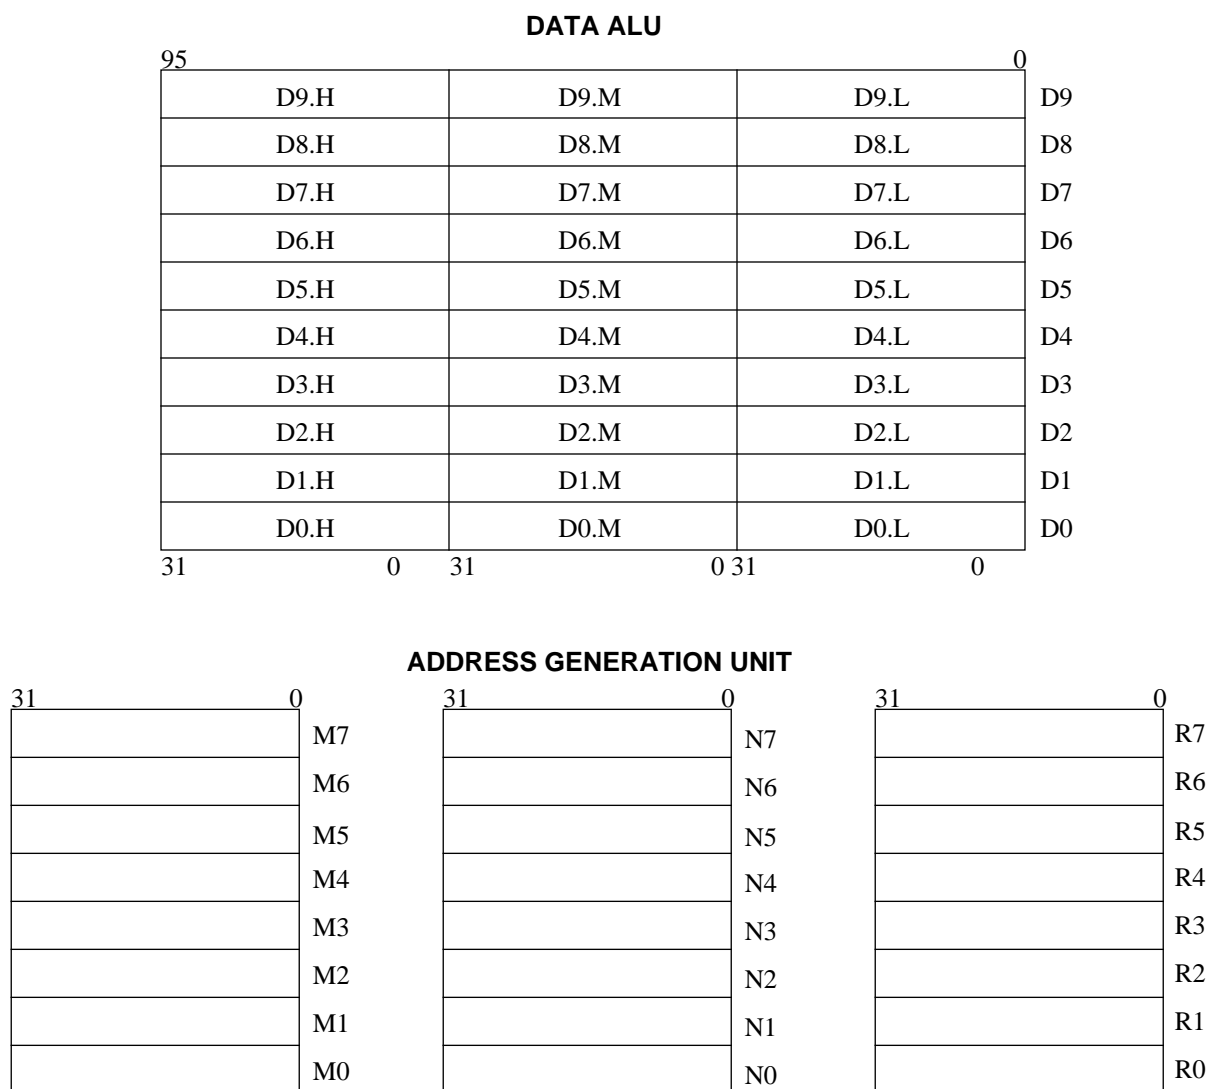 DATA ALU
95 0
D9.H D9.M D9.L D9
D8.H D8.M D8.L D8
D7.H D7.M D7.L D7
D6.H D6.M D6.L D6
D5.H D5.M D5.L D5
D4.H D4.M D4.L D4
D3.H D3.M D3.L D3
D2.H D2.M D2.L D2
D1.H D1.M D1.L D1
D0.H D0.M D0.L D0
31 0 31 0 31 0
ADDRESS GENERATION UNIT
31 0 31 0 31 0
M7 N7 R7
M6 N6 R6
M5 N5 R5
M4 N4 R4
M3 N3 R3
M2 N2 R2
M1 N1 R1
M0 N0 R0